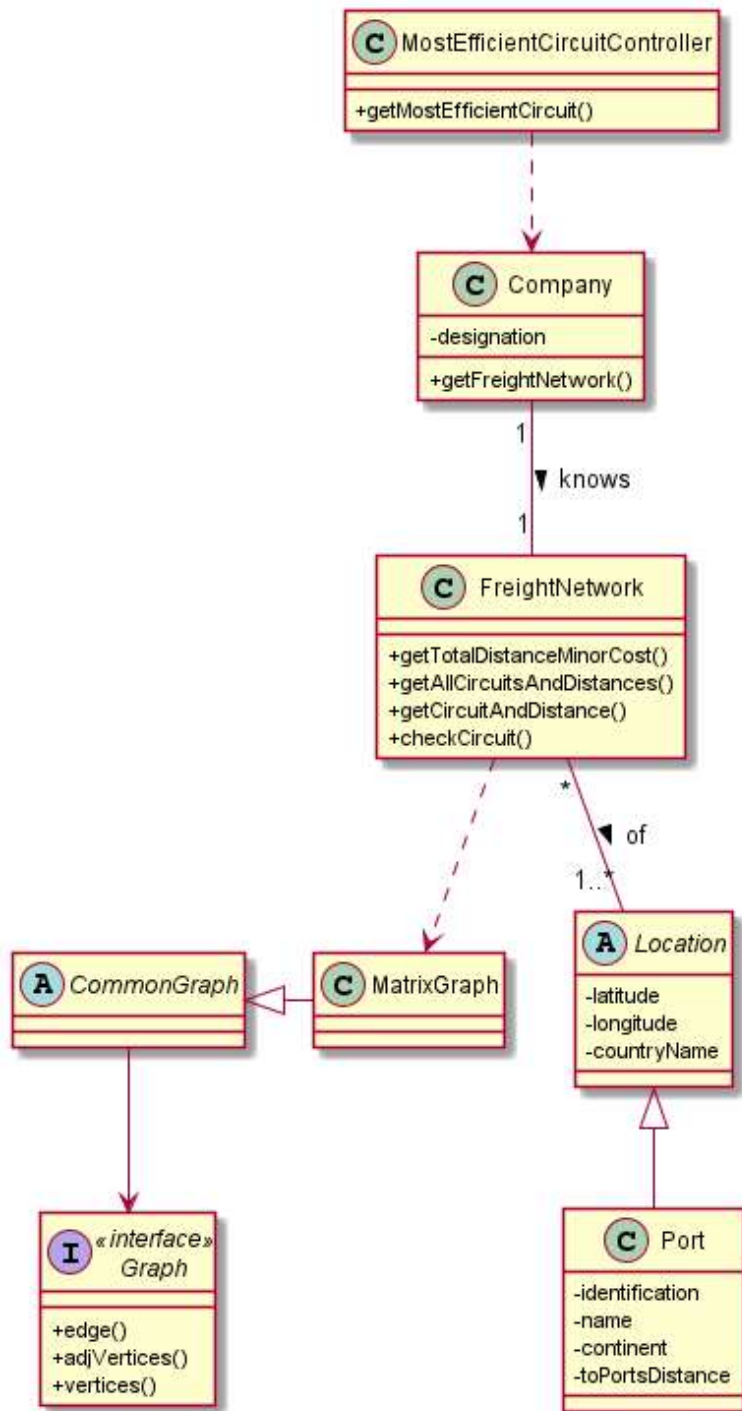 C MostEfficientCircuitController
+getMostEfficientCircuit()
C Company
-designation
+getFreightNetwork()
1
knows
1
C FreightNetwork
+getTotalDistanceMinorCost()
+getAllCircuitsAndDistances()
+getCircuitAndDistance()
+checkCircuit()
*
of
1..*
A CommonGraph
C MatrixGraph
A Location
-latitude
-longitude
-countryName
I «interface»
Graph
+edge()
+adjVertices()
+vertices()
C Port
-identification
-name
-continent
-toPortsDistance